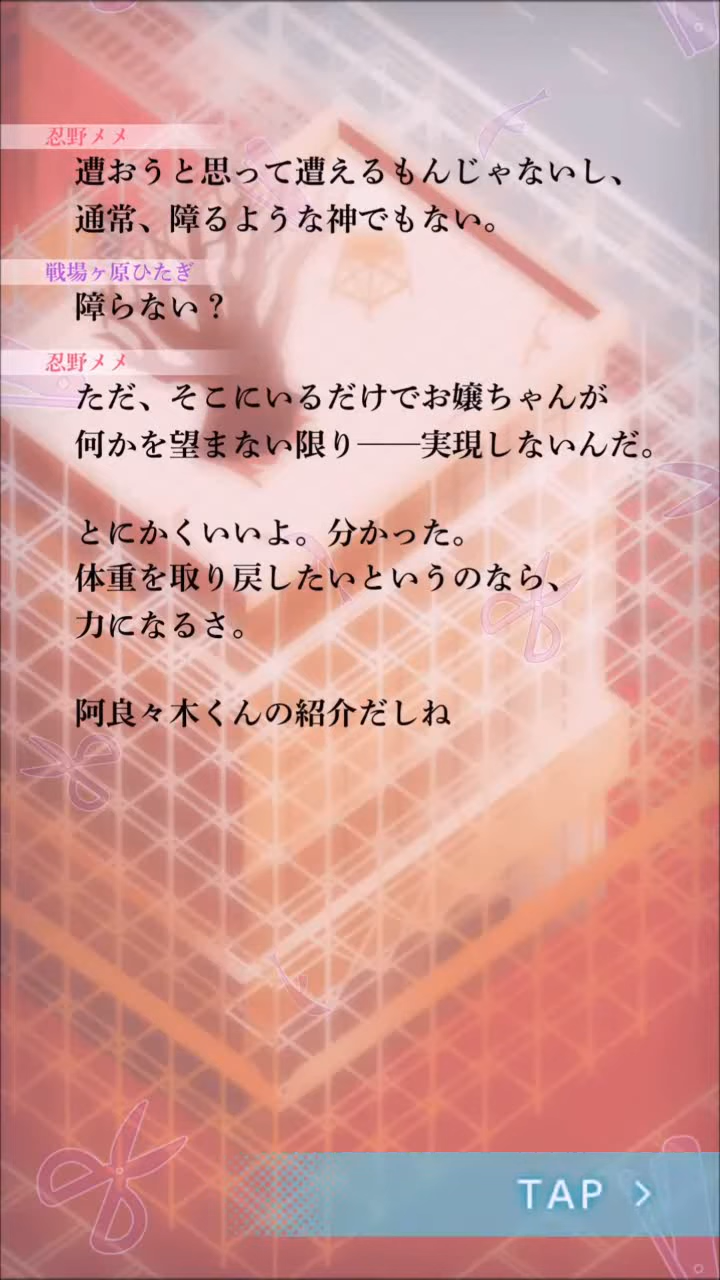 忍野メメ
遭おうと思って遭えるもんじゃないし、
通常、障るような神でもない。
戦場ヶ原ひたぎ
障らない？
忍野メメ
ただ、そこにいるだけでお嬢ちゃんが
何かを望まない限り――実現しないんだ。
とにかくいいよ。分かった。
体重を取り戻したいというのなら、
力になるさ。
阿良々木くんの紹介だしね
TAP >